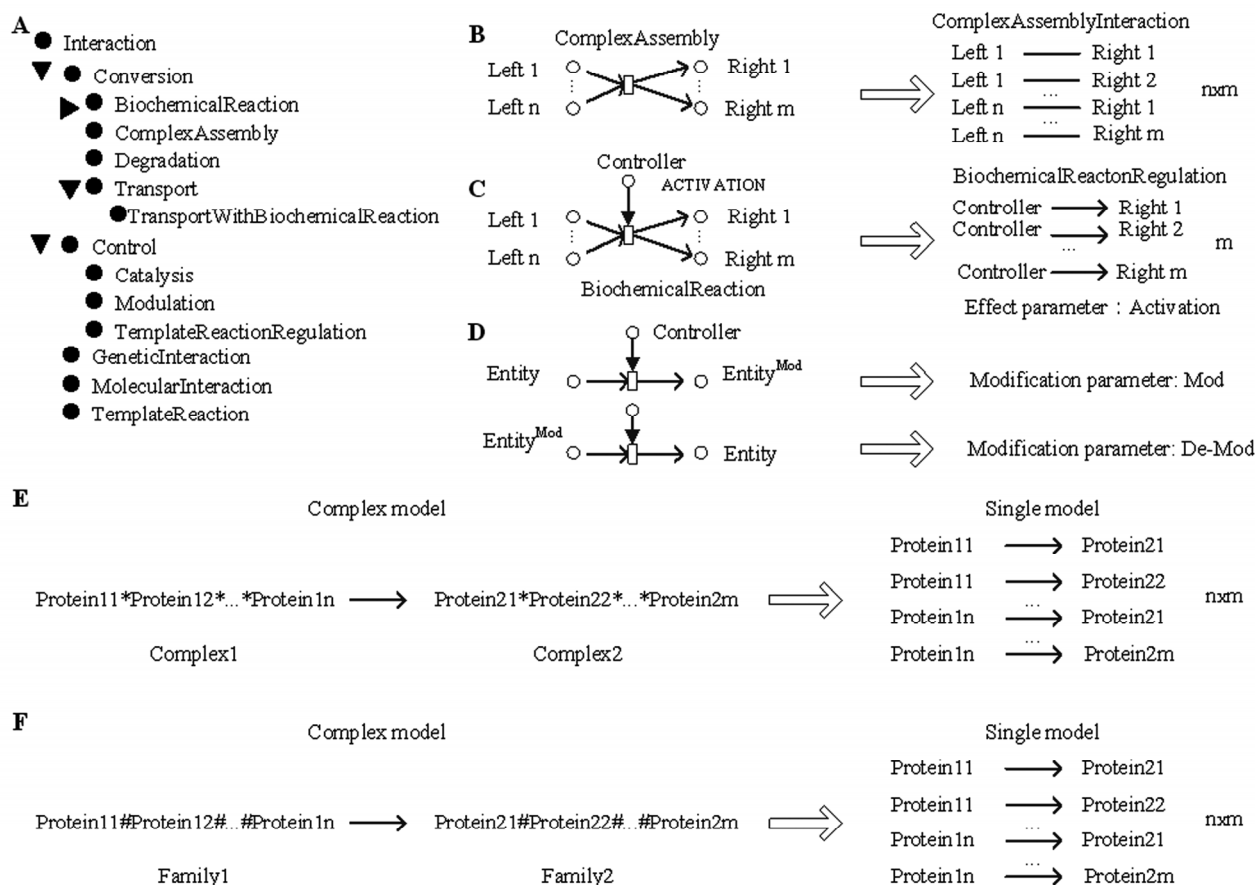 A
Interaction
Conversion
BiochemicalReaction
ComplexAssembly
Degradation
Transport
TransportWithBiochemicalReaction
Control
Catalysis
Modulation
TemplateReactionRegulation
GeneticInteraction
MolecularInteraction
TemplateReaction
B
ComplexAssembly
Left 1
Right 1
Left n
Right m
ComplexAssemblyInteraction
Left 1 Right 1
Left 1 Right 2
...
Left n Right 1
...
Left n Right m
nxm
C
Controller
ACTIVATION
Left 1
Right 1
Left n
Right m
BiochemicalReaction
BiochemicalReactonRegulation
Controller Right 1
Controller Right 2
...
Controller Right m
m
Effect parameter : Activation
D
Controller
Entity Entity^Mod
Modification parameter: Mod
Entity^Mod Entity
Modification parameter: De-Mod
E
Complex model
Single model
Protein11*Protein12*...*Protein1n Protein21*Protein22*...*Protein2m
Complex1 Complex2
Protein11 Protein21
Protein11 Protein22
...
Protein1n Protein21
...
Protein1n Protein2m
nxm
F
Complex model
Single model
Protein11#Protein12#...#Protein1n Protein21#Protein22#...#Protein2m
Family1 Family2
Protein11 Protein21
Protein11 Protein22
...
Protein1n Protein21
...
Protein1n Protein2m
nxm